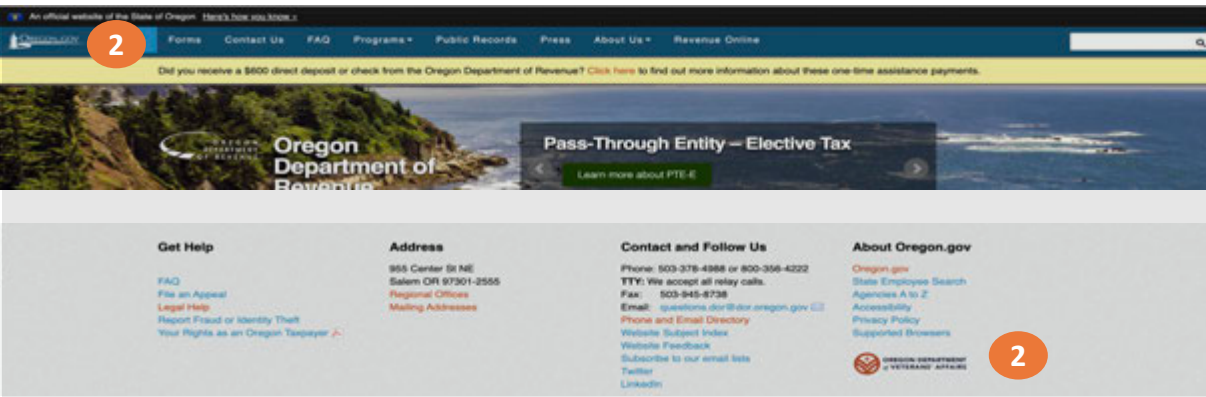 An official website of the State of Oregon Here's how you know »
OREGON.GOV 2 Forms Contact Us FAQ Programs Public Records Press About Us Revenue Online
Did you receive a $600 direct deposit or check from the Oregon Department of Revenue? Click here to find out more information about these one-time assistance payments.
OREGON DEPARTMENT OF REVENUE
Oregon Department of Revenue
Pass-Through Entity – Elective Tax
Learn more about PTE-E
Get Help
FAQ
File an Appeal
Legal Help
Report Fraud or Identity Theft
Your Rights as an Oregon Taxpayer
Address
955 Center St NE
Salem OR 97301-2555
Regional Offices
Mailing Addresses
Contact and Follow Us
Phone: 503-378-4988 or 800-356-4222
TTY: We accept all relay calls.
Fax: 503-945-8738
Email: questions.dor@dor.oregon.gov
Phone and Email Directory
Website Subject Index
Website Feedback
Subscribe to our email lists
Twitter
LinkedIn
About Oregon.gov
Oregon.gov
State Employee Search
Agencies A to Z
Accessibility
Privacy Policy
Supported Browsers
OREGON DEPARTMENT
of VETERANS' AFFAIRS
2